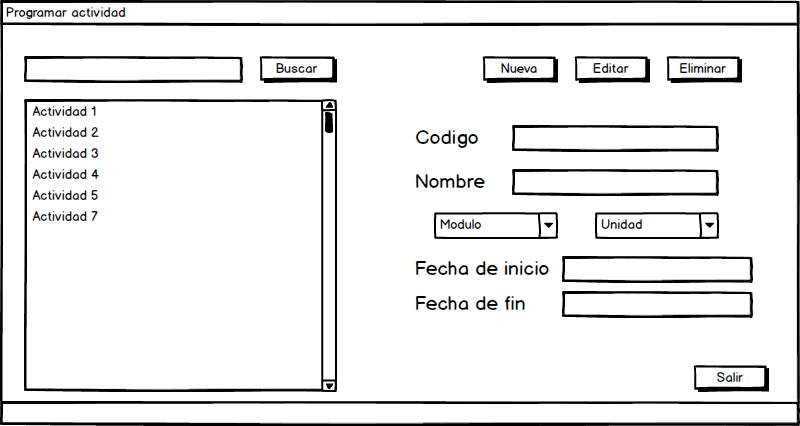 Programar actividad
Buscar
Nueva
Editar
Eliminar
Actividad 1
Actividad 2
Actividad 3
Actividad 4
Actividad 5
Actividad 7
Codigo
Nombre
Modulo
Unidad
Fecha de inicio
Fecha de fin
Salir